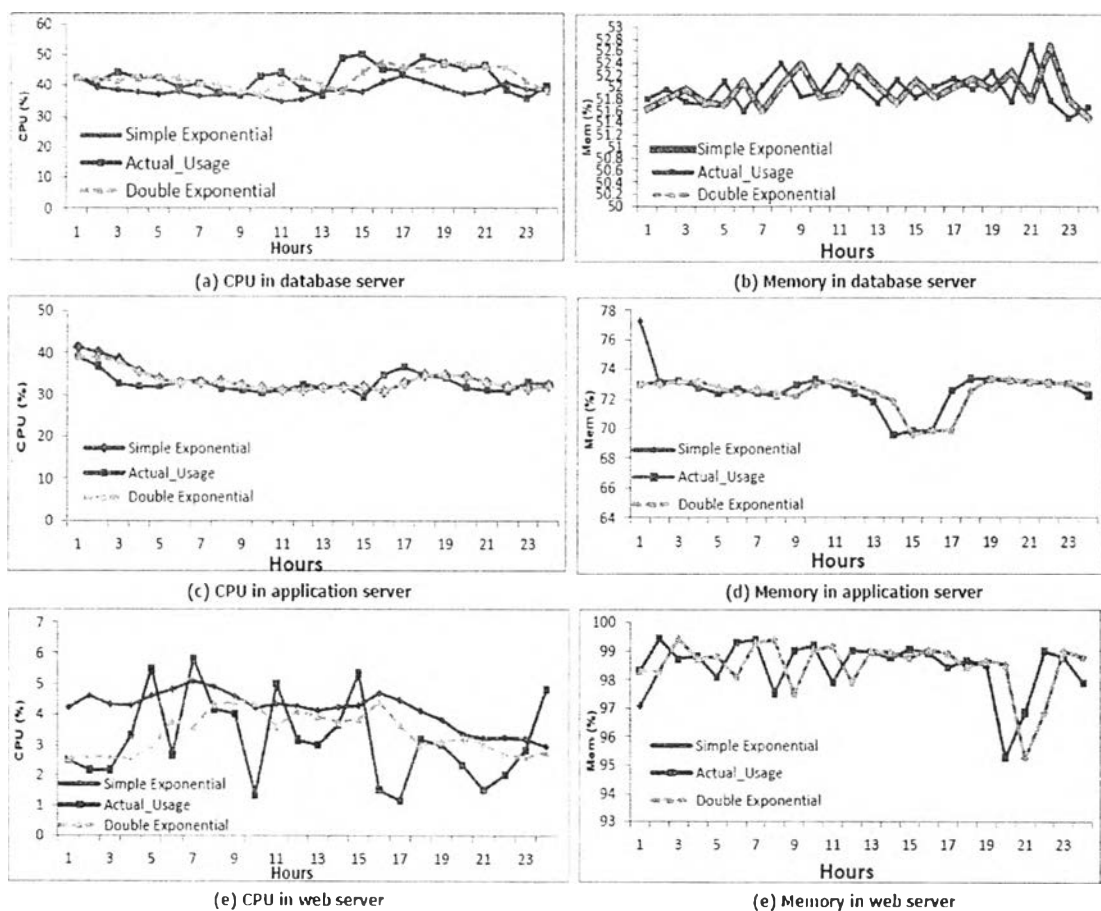 60
50
40
30
20
10
0
CPU (%)
Simple Exponential
Actual_Usage
Double Exponential
1 3 5 7 9 11 13 15 17 19 21 23
Hours
(a) CPU in database server
53
52.8
52.6
52.4
52.2
52
51.8
51.6
51.4
51.2
51
50.8
50.6
50.4
50.2
50
Mem (%)
Simple Exponential
Actual_Usage
Double Exponential
1 3 5 7 9 11 13 15 17 19 21 23
Hours
(b) Memory in database server
50
40
30
20
10
0
CPU (%)
Simple Exponential
Actual_Usage
Double Exponential
1 3 5 7 9 11 13 15 17 19 21 23
Hours
(c) CPU in application server
78
76
74
72
70
68
66
64
Mem (%)
Simple Exponential
Actual_Usage
Double Exponential
1 3 5 7 9 11 13 15 17 19 21 23
Hours
(d) Memory in application server
7
6
5
4
3
2
1
0
CPU (%)
Simple Exponential
Actual_Usage
Double Exponential
1 3 5 7 9 11 13 15 17 19 21 23
Hours
(e) CPU in web server
100
99
98
97
96
95
94
93
Mem (%)
Simple Exponential
Actual_Usage
Double Exponential
1 3 5 7 9 11 13 15 17 19 21 23
Hours
(e) Memory in web server